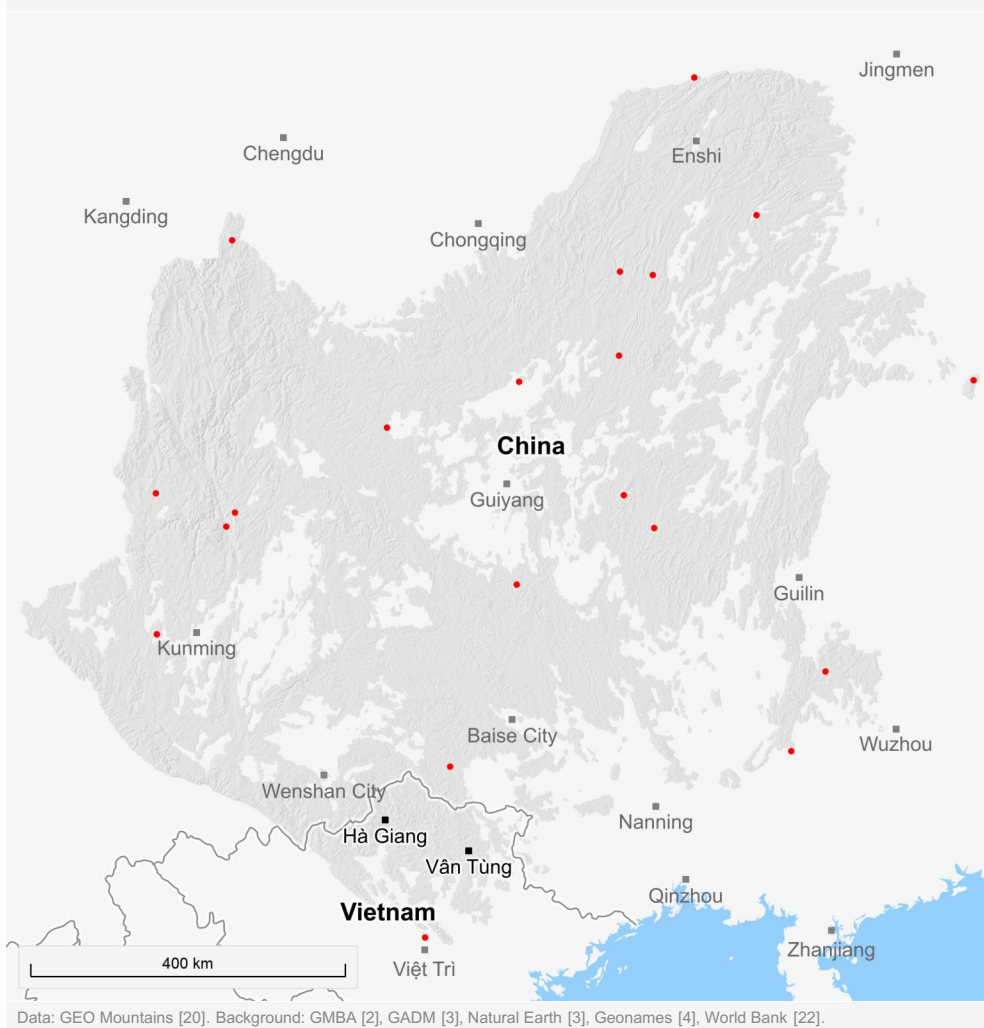 Jingmen
Chengdu
Enshi
Kangding
Chongqing
China
Guiyang
Guilin
Kunming
Baise City
Wuzhou
Wenshan City
Nanning
Hà Giang
Vân Tùng
Qinzhou
Vietnam
Zhanjiang
400 km
Việt Trì
Data: GEO Mountains [20]. Background: GMBA [2], GADM [3], Natural Earth [3], Geonames [4], World Bank [22].